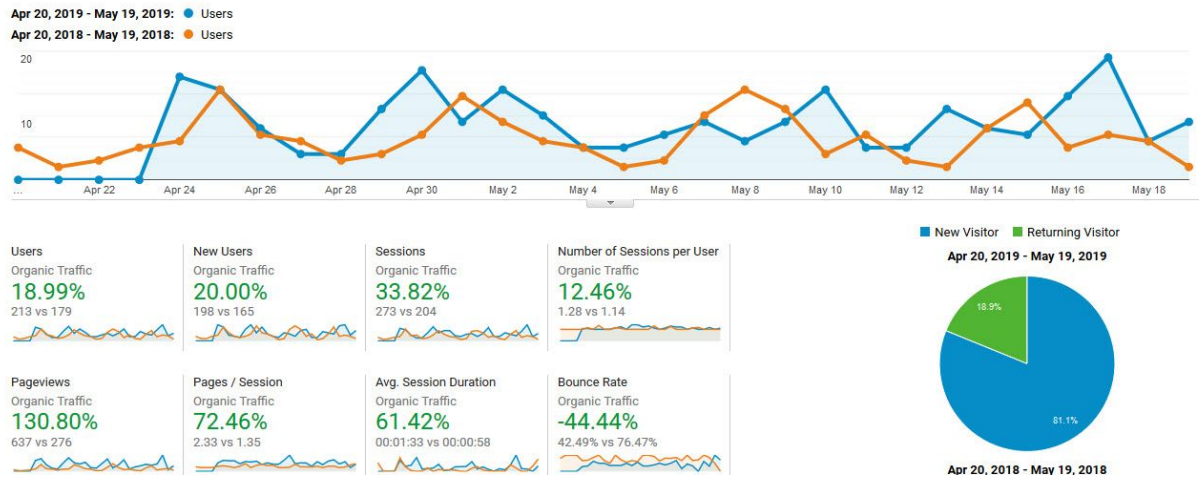 Apr 20, 2019 - May 19, 2019: Users
Apr 20, 2018 - May 19, 2018: Users
20
10
... Apr 22 Apr 24 Apr 26 Apr 28 Apr 30 May 2 May 4 May 6 May 8 May 10 May 12 May 14 May 16 May 18
Users
Organic Traffic
18.99%
213 vs 179
New Users
Organic Traffic
20.00%
198 vs 165
Sessions
Organic Traffic
33.82%
273 vs 204
Number of Sessions per User
Organic Traffic
12.46%
1.28 vs 1.14
Pageviews
Organic Traffic
130.80%
637 vs 276
Pages / Session
Organic Traffic
72.46%
2.33 vs 1.35
Avg. Session Duration
Organic Traffic
61.42%
00:01:33 vs 00:00:58
Bounce Rate
Organic Traffic
-44.44%
42.49% vs 76.47%
New Visitor Returning Visitor
Apr 20, 2019 - May 19, 2019
18.9%
81.1%
Apr 20, 2018 - May 19, 2018